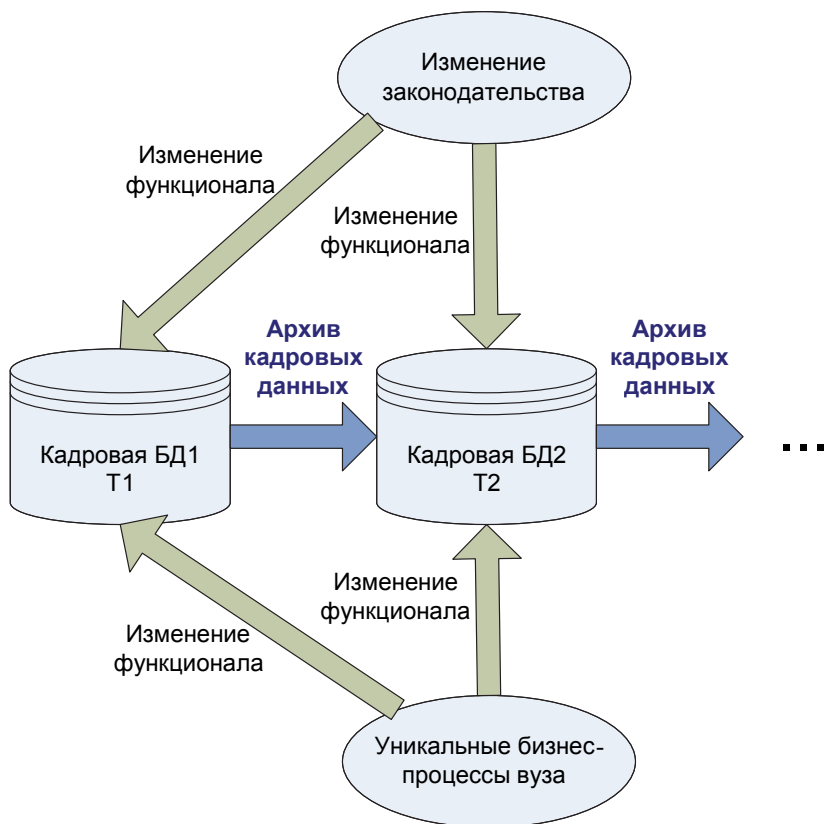 Изменение
законодательства
Изменение
функционала
Изменение
функционала
Архив
кадровых
данных
Архив
кадровых
данных
Кадровая БД1
Т1
Кадровая БД2
Т2
...
Изменение
функционала
Изменение
функционала
Уникальные бизнес-
процессы вуза